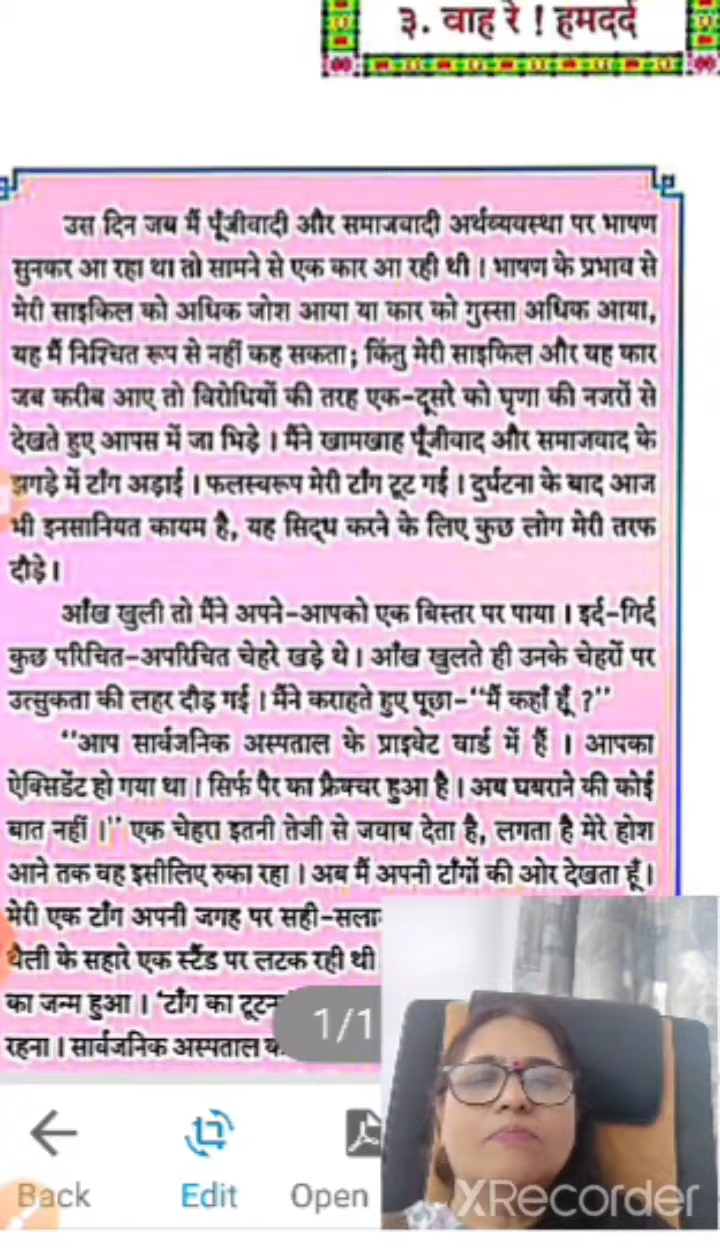 ३. वाह रे ! हमदर्द
उस दिन जब मैं पूँजीवादी और समाजवादी अर्थव्यवस्था पर भाषण
सुनकर आ रहा था तो सामने से एक कार आ रही थी । भाषण के प्रभाव से
मेरी साइकिल को अधिक जोश आया या कार को गुस्सा अधिक आया,
यह मैं निश्चित रूप से नहीं कह सकता; किंतु मेरी साइकिल और वह कार
जब करीब आए तो विरोधियों की तरह एक-दूसरे को घृणा की नजरों से
देखते हुए आपस में जा भिड़े । मैंने खामखाह पूँजीवाद और समाजवाद के
झगड़े में टाँग अड़ाई । फलस्वरूप मेरी टाँग टूट गई । दुर्घटना के बाद आज
भी इनसानियत कायम है, यह सिद्ध करने के लिए कुछ लोग मेरी तरफ
दौड़े ।
आँख खुली तो मैंने अपने-आपको एक बिस्तर पर पाया । इर्द-गिर्द
कुछ परिचित-अपरिचित चेहरे खड़े थे । आँख खुलते ही उनके चेहरों पर
उत्सुकता की लहर दौड़ गई । मैंने कराहते हुए पूछा-“मैं कहाँ हूँ ?”
“आप सार्वजनिक अस्पताल के प्राइवेट वार्ड में हैं । आपका
ऐक्सिडेंट हो गया था । सिर्फ पैर का फ्रैक्चर हुआ है । अब घबराने की कोई
बात नहीं ।” एक चेहरा इतनी तेजी से जवाब देता है, लगता है मेरे होश
आने तक वह इसीलिए रुका रहा । अब मैं अपनी टाँगों की ओर देखता हूँ ।
मेरी एक टाँग अपनी जगह पर सही-सला
थैली के सहारे एक स्टैंड पर लटक रही थी
का जन्म हुआ । ‘टाँग का टूटन
रहना । सार्वजनिक अस्पताल
1/1
Back Edit Open
XRecorder